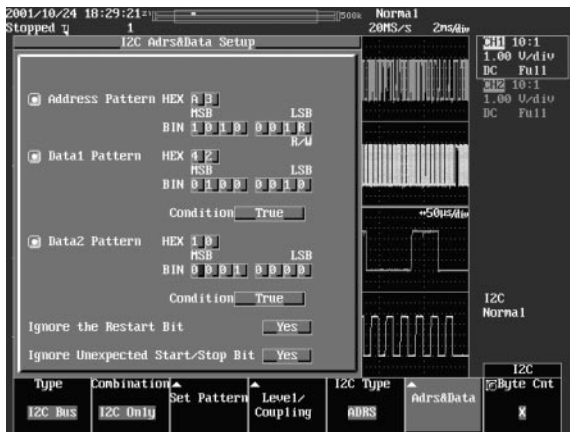 2001/10/24 18:29:21
500k
Normal
Stopped 1
20MS/s 2ms/div
I2C Adrs&Data Setup
CH1 10:1
1.00 V/div
DC Full
CH2 10:1
1.00 V/div
DC Full
Address Pattern HEX A 3
MSB LSB
BIN 1 0 1 0 0 0 1 R
R/W
Data1 Pattern HEX 4 2
MSB LSB
BIN 0 1 0 0 0 0 1 0
Condition True
50µs/div
Data2 Pattern HEX 1 0
MSB LSB
BIN 0 0 0 1 0 0 0 0
Condition True
I2C
Normal
Ignore the Restart Bit Yes
Ignore Unexpected Start/Stop Bit Yes
I2C
Type Combination Set Pattern Level/ Coupling I2C Type Adrs&Data Byte Cnt
I2C Bus I2C Only ADRS X